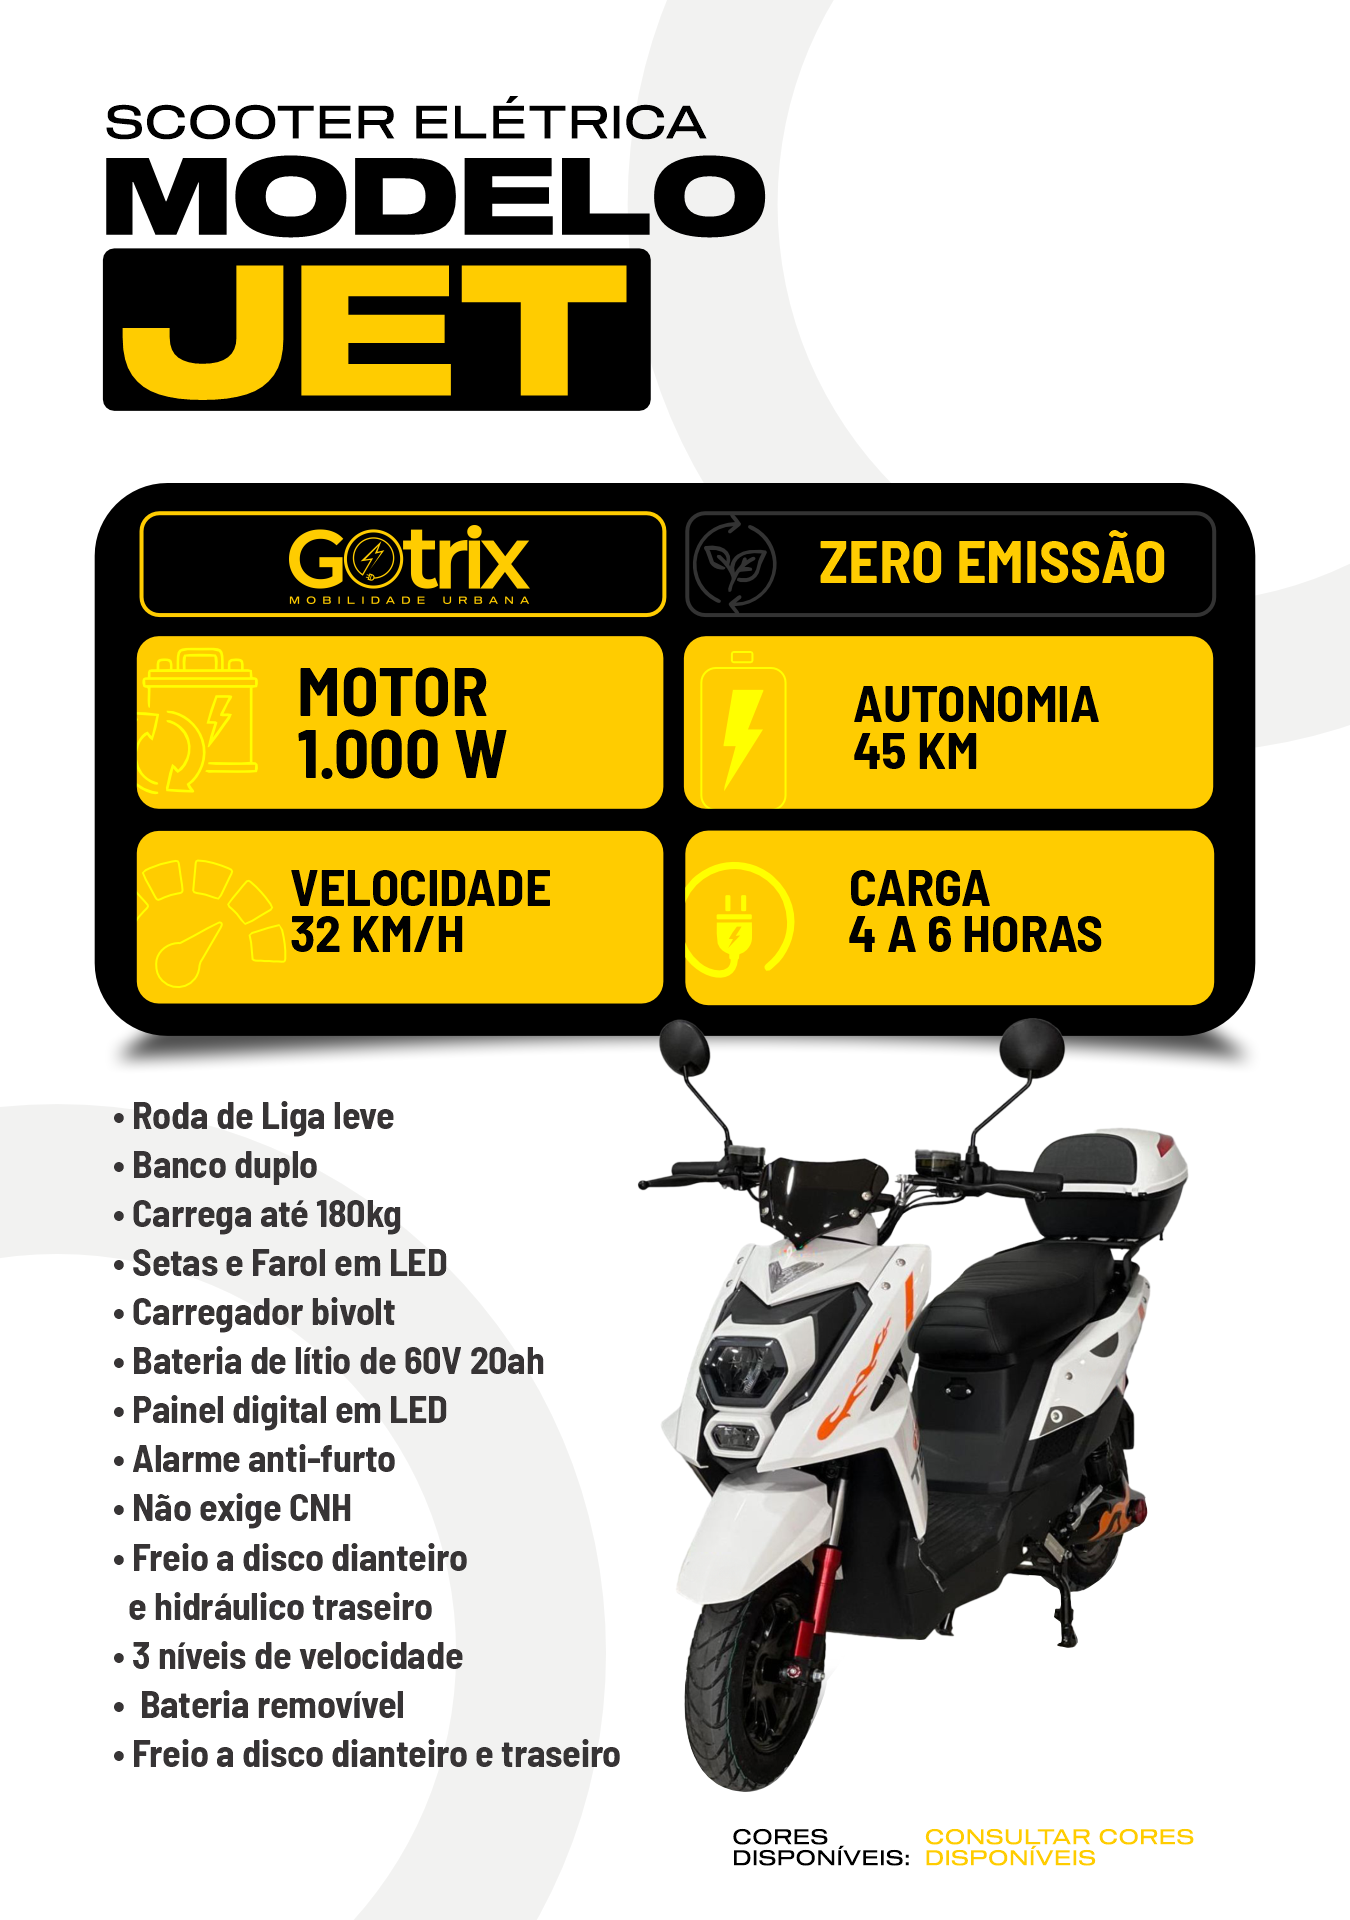 SCOOTER ELÉTRICA
MODELO
JET
GOtrix
MOBILIDADE URBANA
ZERO EMISSÃO
MOTOR
1.000 W
AUTONOMIA
45 KM
VELOCIDADE
32 KM/H
CARGA
4 A 6 HORAS
• Roda de Liga leve
• Banco duplo
• Carrega até 180kg
• Setas e Farol em LED
• Carregador bivolt
• Bateria de lítio de 60V 20ah
• Painel digital em LED
• Alarme anti-furto
• Não exige CNH
• Freio a disco dianteiro
e hidráulico traseiro
• 3 níveis de velocidade
• Bateria removível
• Freio a disco dianteiro e traseiro
CORES
DISPONÍVEIS:
CONSULTAR CORES
DISPONÍVEIS